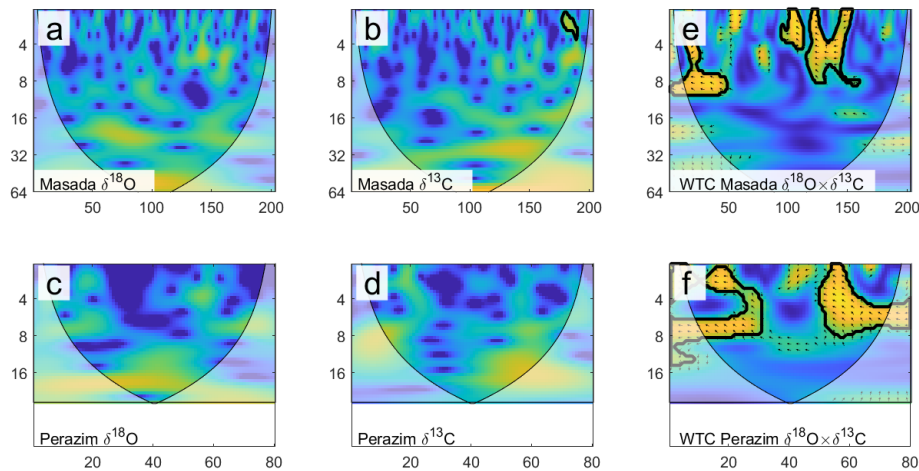 a
4
8
16
32
64
Masada δ18O
50 100 150 200
b
4
8
16
32
64
Masada δ13C
50 100 150 200
e
4
8
16
32
64
WTC Masada δ18O×δ13C
50 100 150 200
c
4
8
16
Perazim δ18O
20 40 60 80
d
4
8
16
Perazim δ13C
20 40 60 80
f
4
8
16
WTC Perazim δ18O×δ13C
20 40 60 80